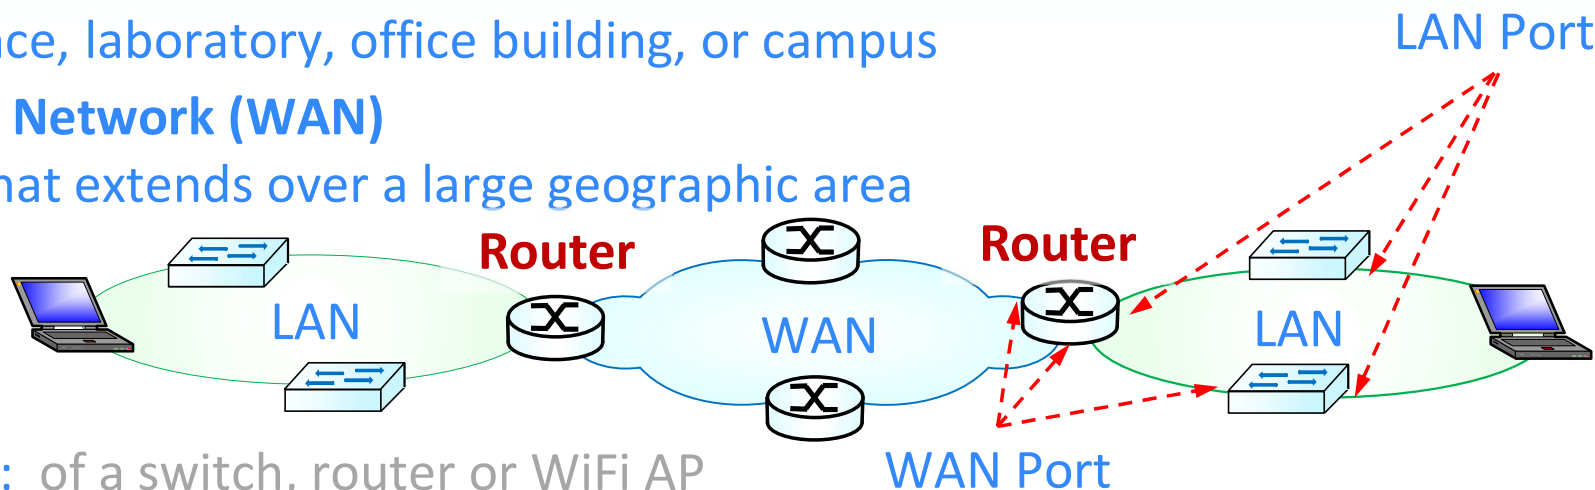 ce, laboratory, office building, or campus
LAN Port
Network (WAN)
hat extends over a large geographic area
Router
Router
LAN
WAN
LAN
: of a switch, router or WiFi AP
WAN Port